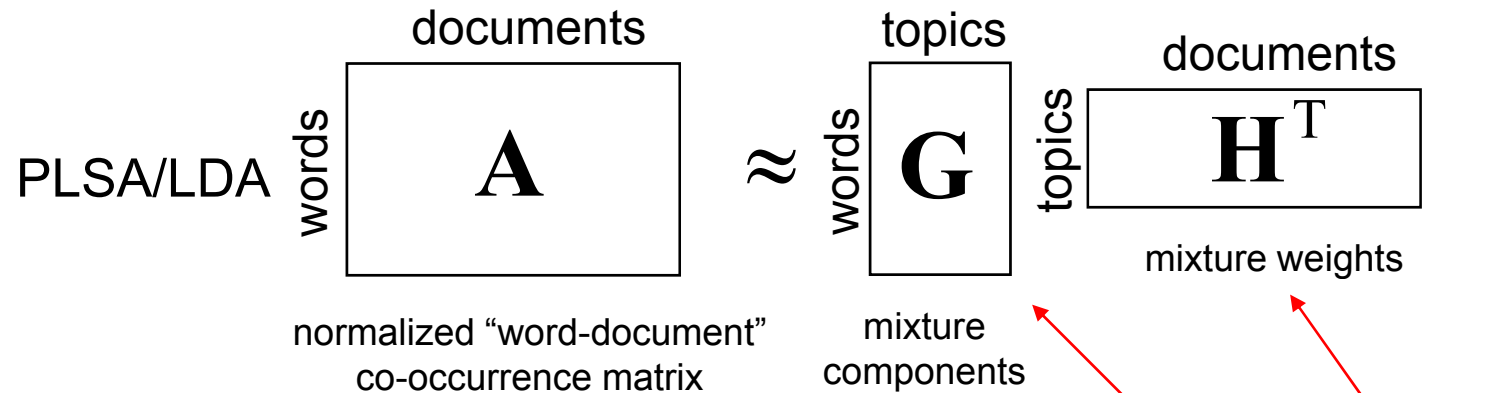 documents
topics
documents
PLSA/LDA
words
A
≈
words
G
topics
H^T
mixture weights
normalized “word-document”
co-occurrence matrix
mixture
components